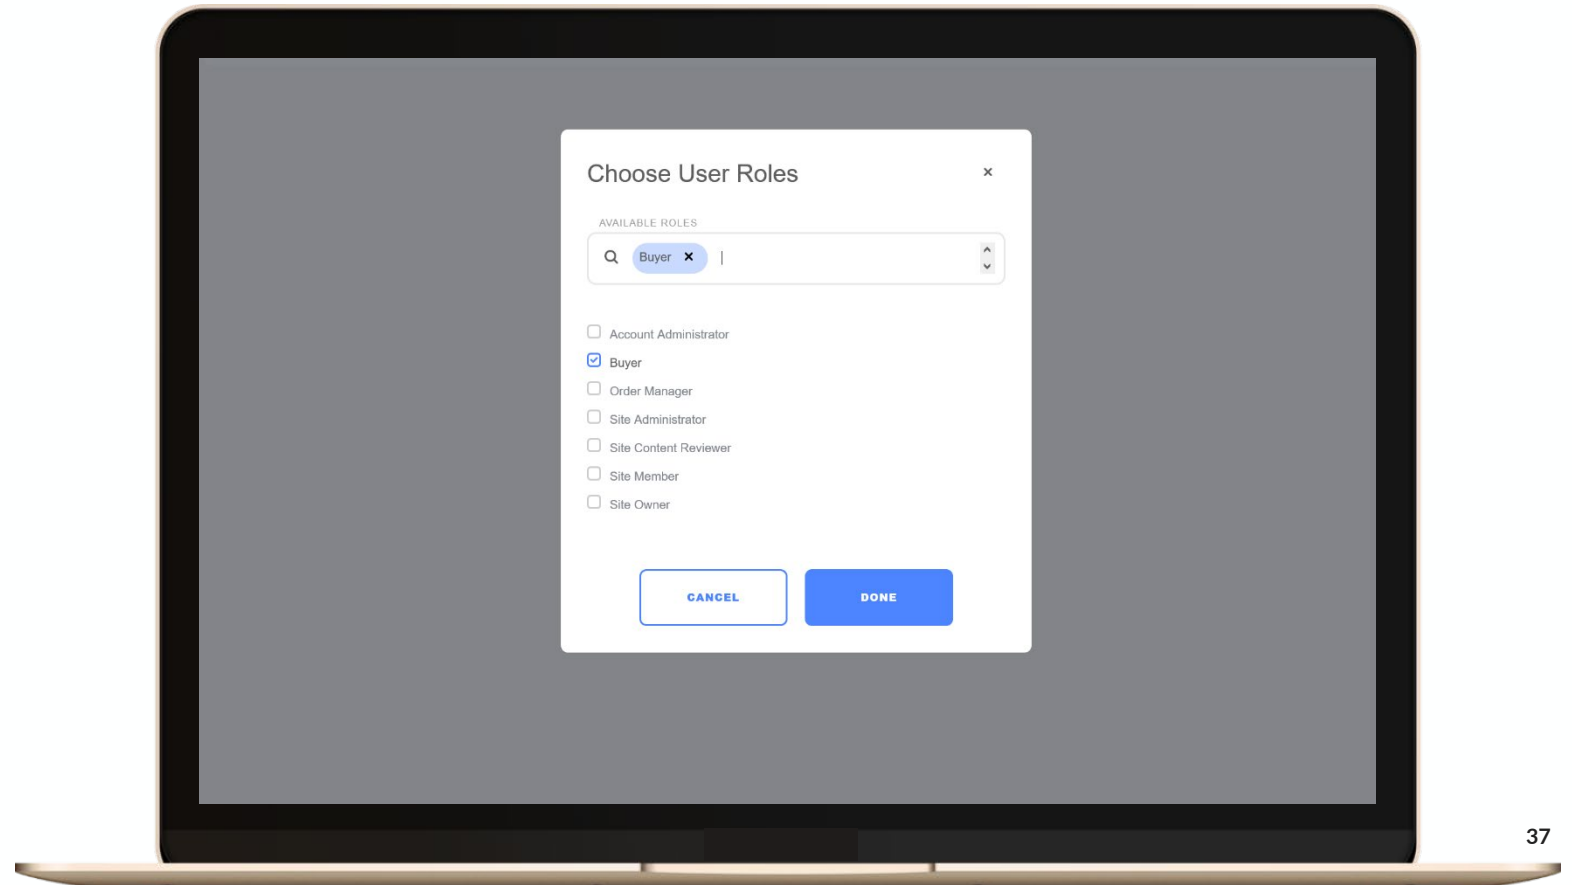 Choose User Roles
AVAILABLE ROLES
Buyer
Account Administrator
Buyer
Order Manager
Site Administrator
Site Content Reviewer
Site Member
Site Owner
CANCEL DONE
37